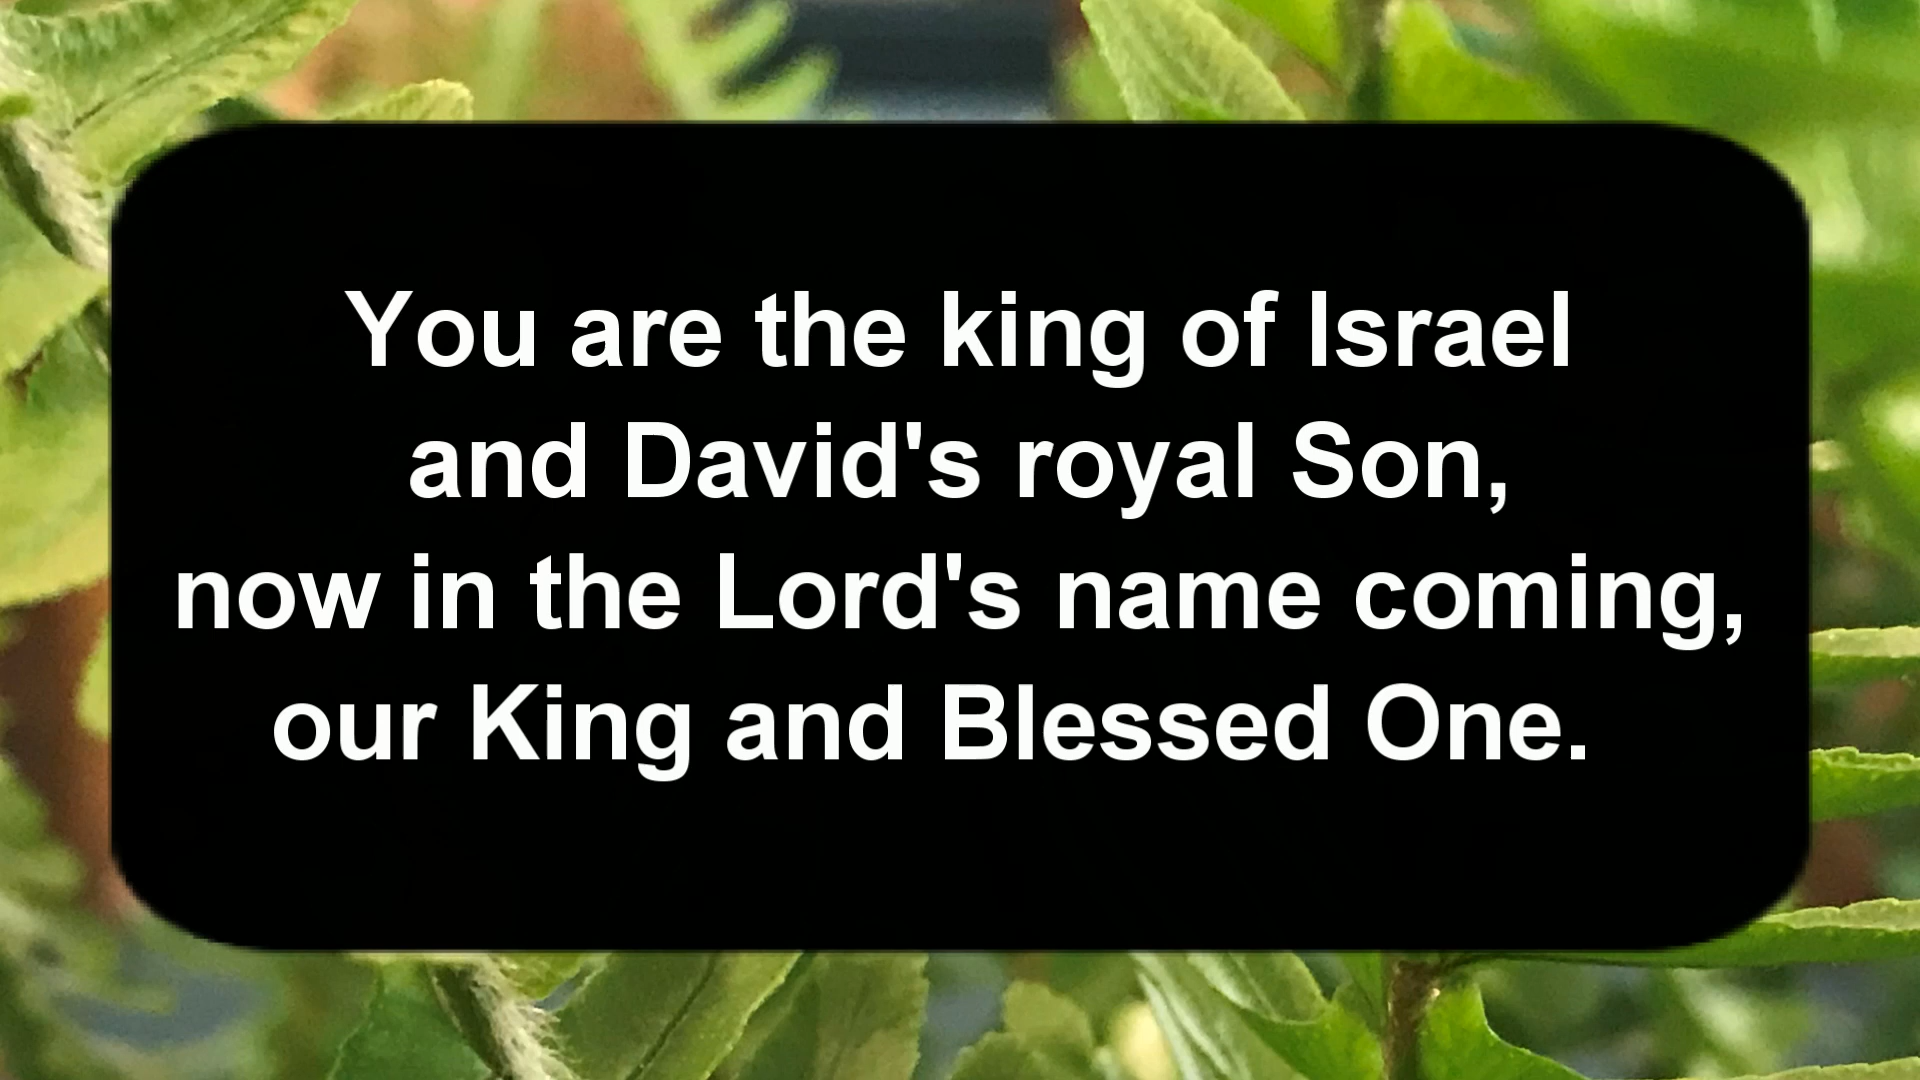 You are the king of Israel
and David's royal Son,
now in the Lord's name coming,
our King and Blessed One.